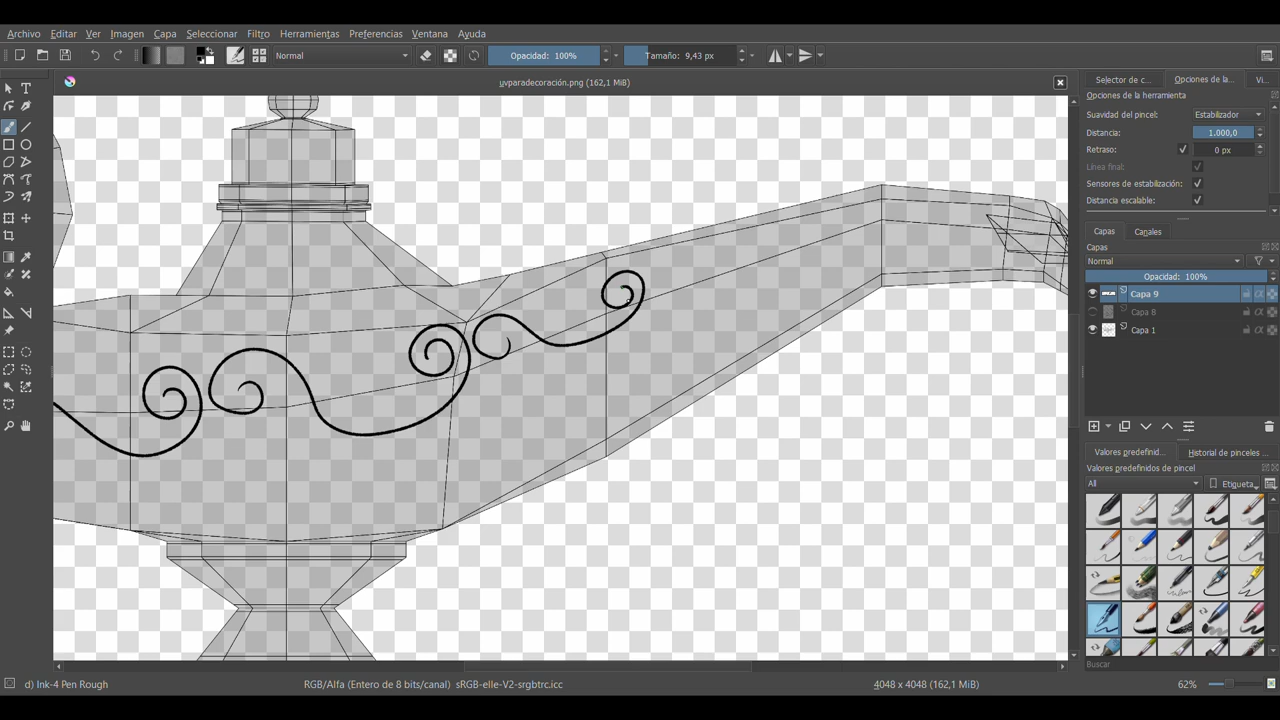 Archivo Editar Ver Imagen Capa Seleccionar Filtro Herramientas Preferencias Ventana Ayuda
Normal Opacidad: 100% Tamaño: 9,43 px
uvparadecoración.png (162,1 MiB)
Selector de c... Opciones de la... Vi...
Opciones de la herramienta
Suavidad del pincel: Estabilizador
Distancia: 1.000,0
Retraso: 0 px
Línea final:
Sensores de estabilización:
Distancia escalable:
Capas Canales
Capas
Normal
Opacidad: 100%
Capa 9
Capa 8
Capa 1
Valores predefinid... Historial de pinceles ...
Valores predefinidos de pincel
All Etiqueta
Buscar
d) Ink-4 Pen Rough RGB/Alfa (Entero de 8 bits/canal) sRGB-elle-V2-srgbtrc.icc 4048 x 4048 (162,1 MiB) 62%